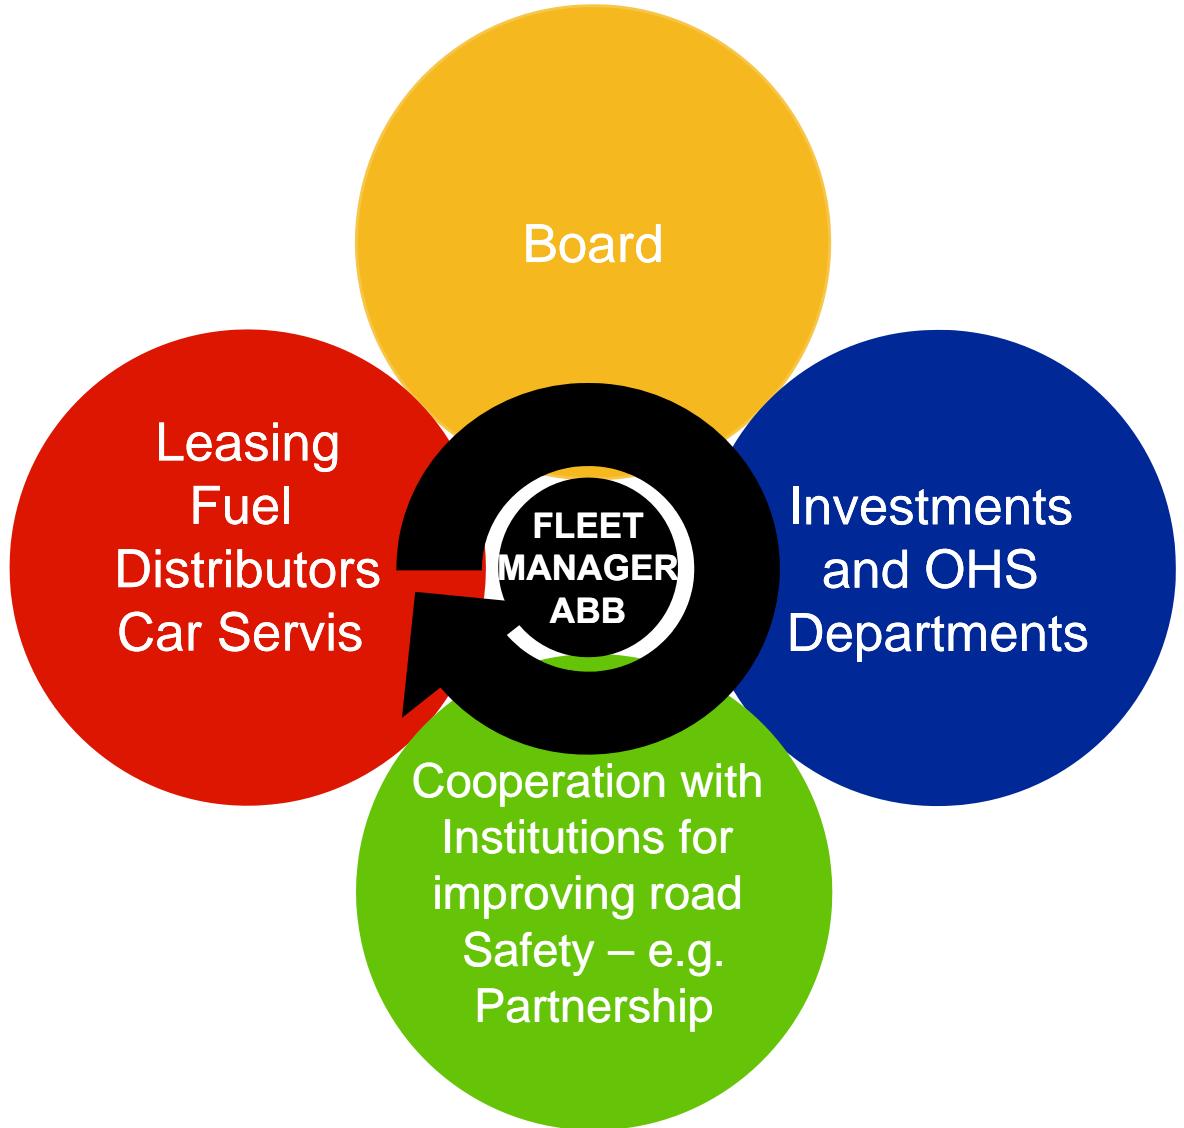 Board
Leasing
Fuel
Distributors
Car Servis
FLEET
MANAGER
ABB
Investments
and OHS
Departments
Cooperation with
Institutions for
improving road
Safety – e.g.
Partnership